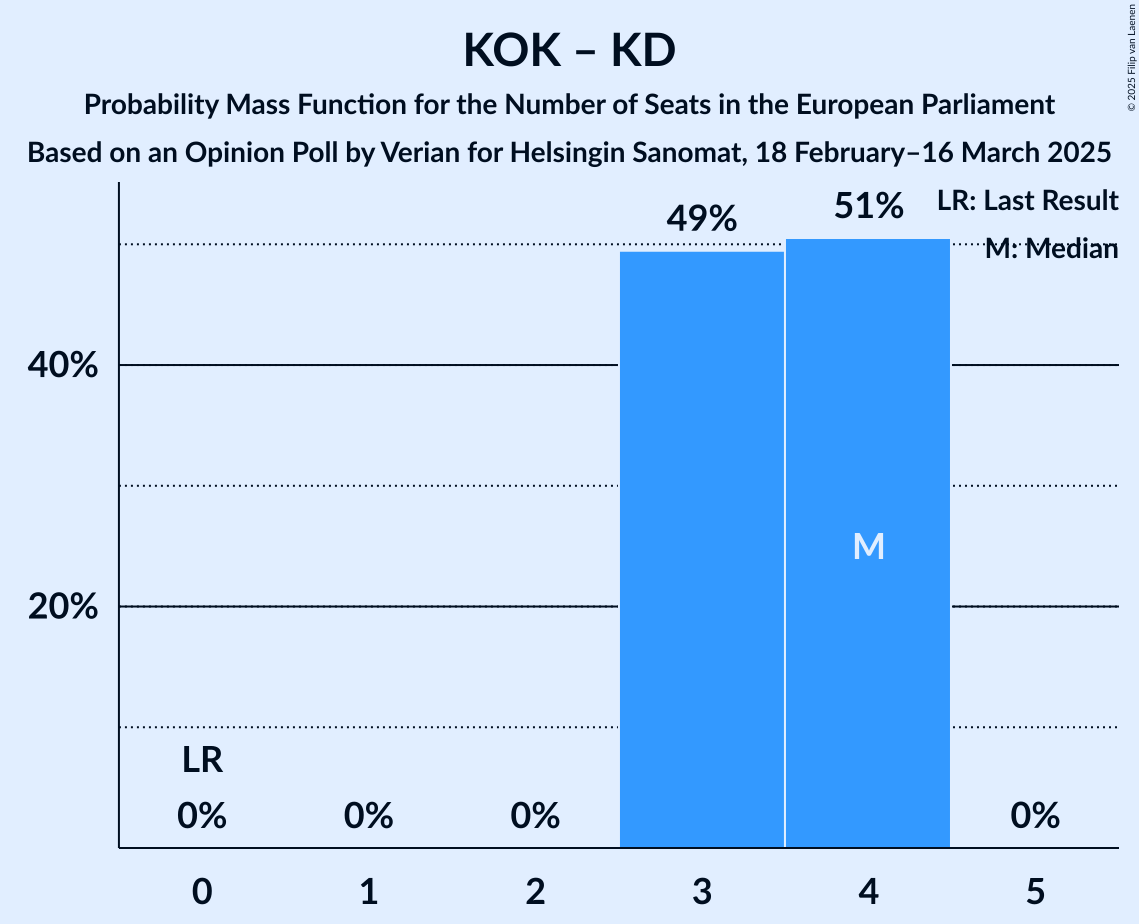 KOK – KD
Probability Mass Function for the Number of Seats in the European Parliament
Based on an Opinion Poll by Verian for Helsingin Sanomat, 18 February–16 March 2025
© 2025 Filip van Laenen
LR: Last Result
M: Median
49%
51%
40%
20%
M
LR
0%
0%
0%
0%
0
1
2
3
4
5